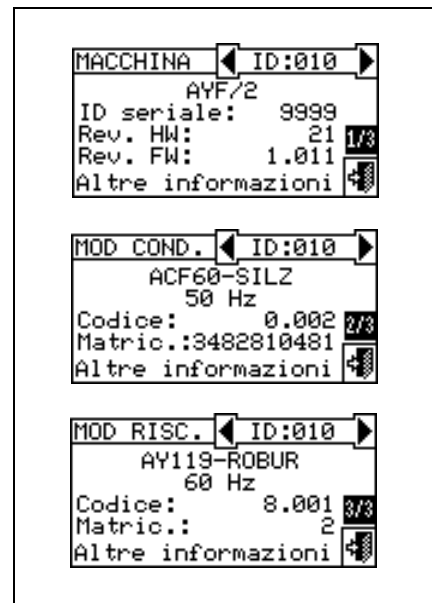 MACCHINA ID:010
AYF/2
ID seriale: 9999
Rev. HW: 21 1/3
Rev. FW: 1.011
Altre informazioni
MOD COND. ID:010
ACF60-SILZ
50 Hz
Codice: 0.002 2/3
Matric.:3482810481
Altre informazioni
MOD RISC. ID:010
AY119-ROBUR
60 Hz
Codice: 8.001 3/3
Matric.: 2
Altre informazioni